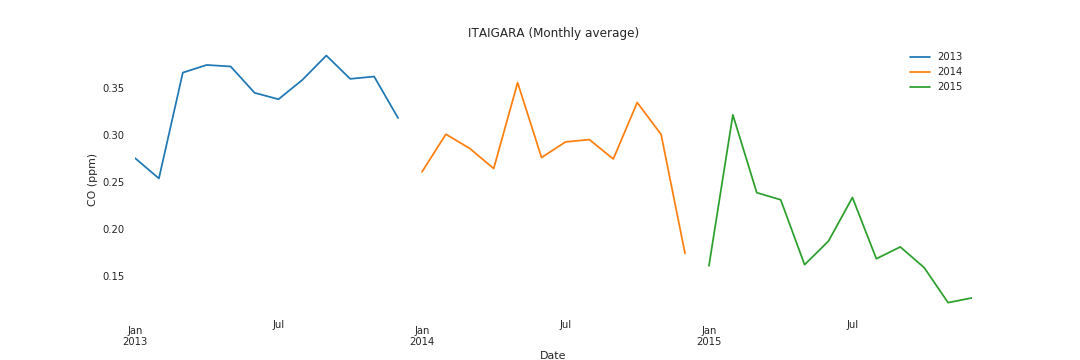 ITAIGARA (Monthly average)
2013
2014
2015
0.35
0.30
0.25
0.20
0.15
CO (ppm)
Jan
2013
Jul
Jan
2014
Jul
Jan
2015
Jul
Date